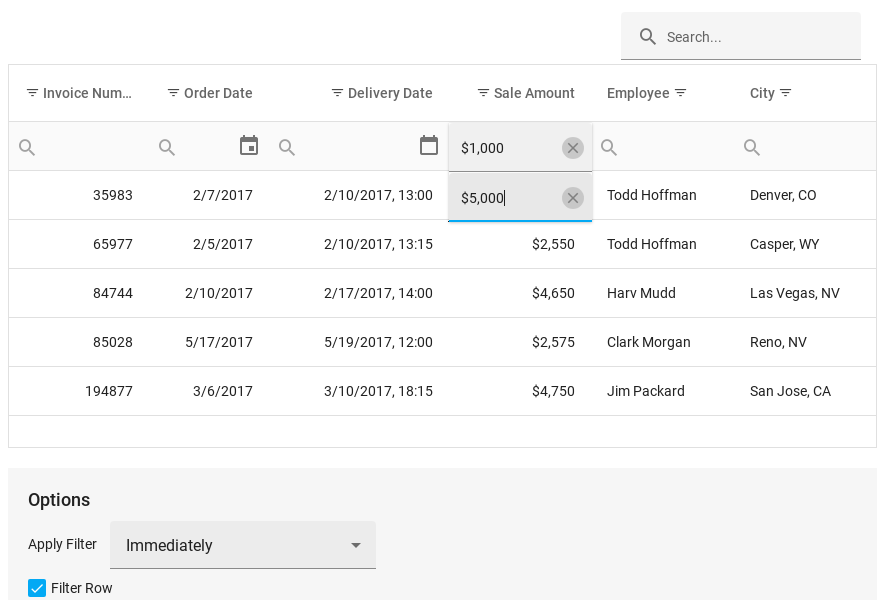 Search...
Invoice Num... Order Date Delivery Date Sale Amount Employee City
$1,000
35983 2/7/2017 2/10/2017, 13:00 $5,000 Todd Hoffman Denver, CO
65977 2/5/2017 2/10/2017, 13:15 $2,550 Todd Hoffman Casper, WY
84744 2/10/2017 2/17/2017, 14:00 $4,650 Harv Mudd Las Vegas, NV
85028 5/17/2017 5/19/2017, 12:00 $2,575 Clark Morgan Reno, NV
194877 3/6/2017 3/10/2017, 18:15 $4,750 Jim Packard San Jose, CA
Options
Apply Filter Immediately
Filter Row